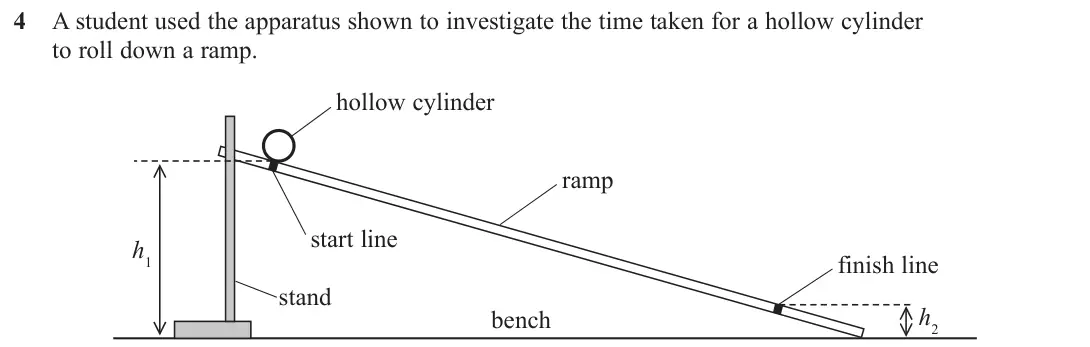 4 A student used the apparatus shown to investigate the time taken for a hollow cylinder
to roll down a ramp.
hollow cylinder
ramp
h₁
start line
finish line
stand
bench
h₂